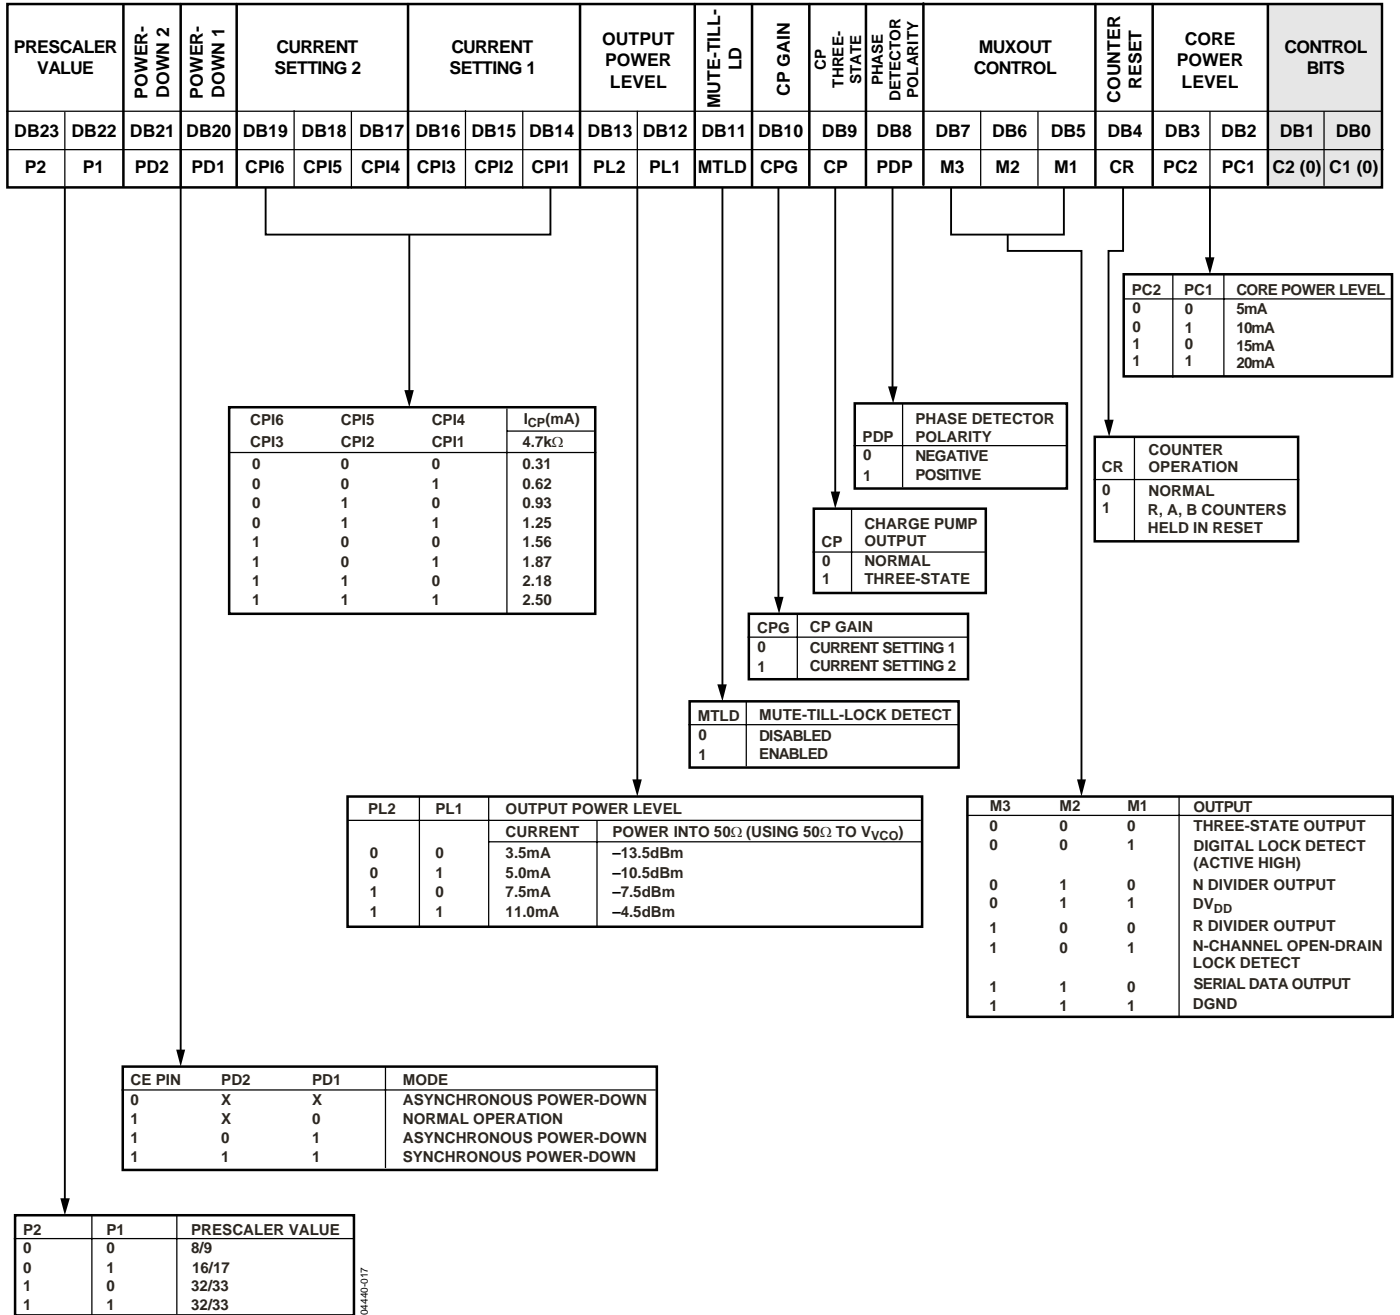 PRESCALER VALUE
POWER-DOWN 2
POWER-DOWN 1
CURRENT SETTING 2
CURRENT SETTING 1
OUTPUT POWER LEVEL
MUTE-TILL-LD
CP GAIN
CP THREE-STATE
PHASE DETECTOR POLARITY
MUXOUT CONTROL
COUNTER RESET
CORE POWER LEVEL
CONTROL BITS
DB23 DB22 DB21 DB20 DB19 DB18 DB17 DB16 DB15 DB14 DB13 DB12 DB11 DB10 DB9 DB8 DB7 DB6 DB5 DB4 DB3 DB2 DB1 DB0
P2 P1 PD2 PD1 CPI6 CPI5 CPI4 CPI3 CPI2 CPI1 PL2 PL1 MTLD CPG CP PDP M3 M2 M1 CR PC2 PC1 C2 (0) C1 (0)
PC2 PC1 CORE POWER LEVEL
0 0 5mA
0 1 10mA
1 0 15mA
1 1 20mA
CPI6 CPI5 CPI4 ICP(mA)
CPI3 CPI2 CPI1 4.7kΩ
0 0 0 0.31
0 0 1 0.62
0 1 0 0.93
0 1 1 1.25
1 0 0 1.56
1 0 1 1.87
1 1 0 2.18
1 1 1 2.50
PHASE DETECTOR
PDP POLARITY
0 NEGATIVE
1 POSITIVE
COUNTER
CR OPERATION
0 NORMAL
1 R, A, B COUNTERS
HELD IN RESET
CHARGE PUMP
CP OUTPUT
0 NORMAL
1 THREE-STATE
CPG CP GAIN
0 CURRENT SETTING 1
1 CURRENT SETTING 2
MTLD MUTE-TILL-LOCK DETECT
0 DISABLED
1 ENABLED
PL2 PL1 OUTPUT POWER LEVEL
CURRENT POWER INTO 50Ω (USING 50Ω TO VVCO)
0 0 3.5mA –13.5dBm
0 1 5.0mA –10.5dBm
1 0 7.5mA –7.5dBm
1 1 11.0mA –4.5dBm
M3 M2 M1 OUTPUT
0 0 0 THREE-STATE OUTPUT
0 0 1 DIGITAL LOCK DETECT
(ACTIVE HIGH)
0 1 0 N DIVIDER OUTPUT
0 1 1 DVDD
1 0 0 R DIVIDER OUTPUT
1 0 1 N-CHANNEL OPEN-DRAIN
LOCK DETECT
1 1 0 SERIAL DATA OUTPUT
1 1 1 DGND
CE PIN PD2 PD1 MODE
0 X X ASYNCHRONOUS POWER-DOWN
1 X 0 NORMAL OPERATION
1 0 1 ASYNCHRONOUS POWER-DOWN
1 1 1 SYNCHRONOUS POWER-DOWN
P2 P1 PRESCALER VALUE
0 0 8/9
0 1 16/17
1 0 32/33
1 1 32/33
04440-017